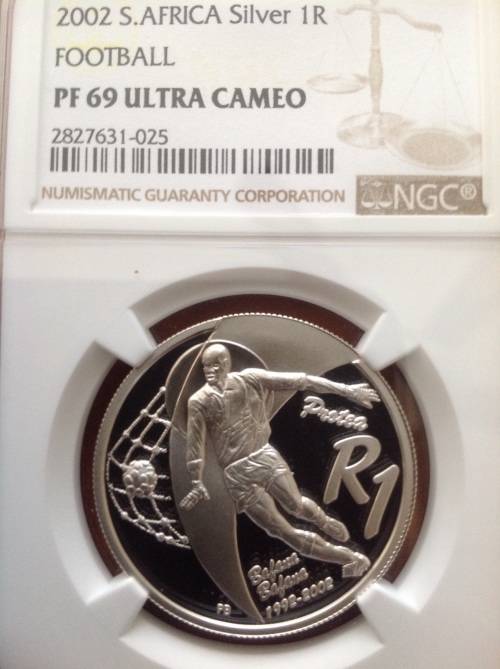 2002 S.AFRICA Silver 1R
FOOTBALL
PF 69 ULTRA CAMEO
2827631-025
NUMISMATIC GUARANTY CORPORATION
NGC®
Protea
R1
Bafana
Bafana
1992-2002
PB